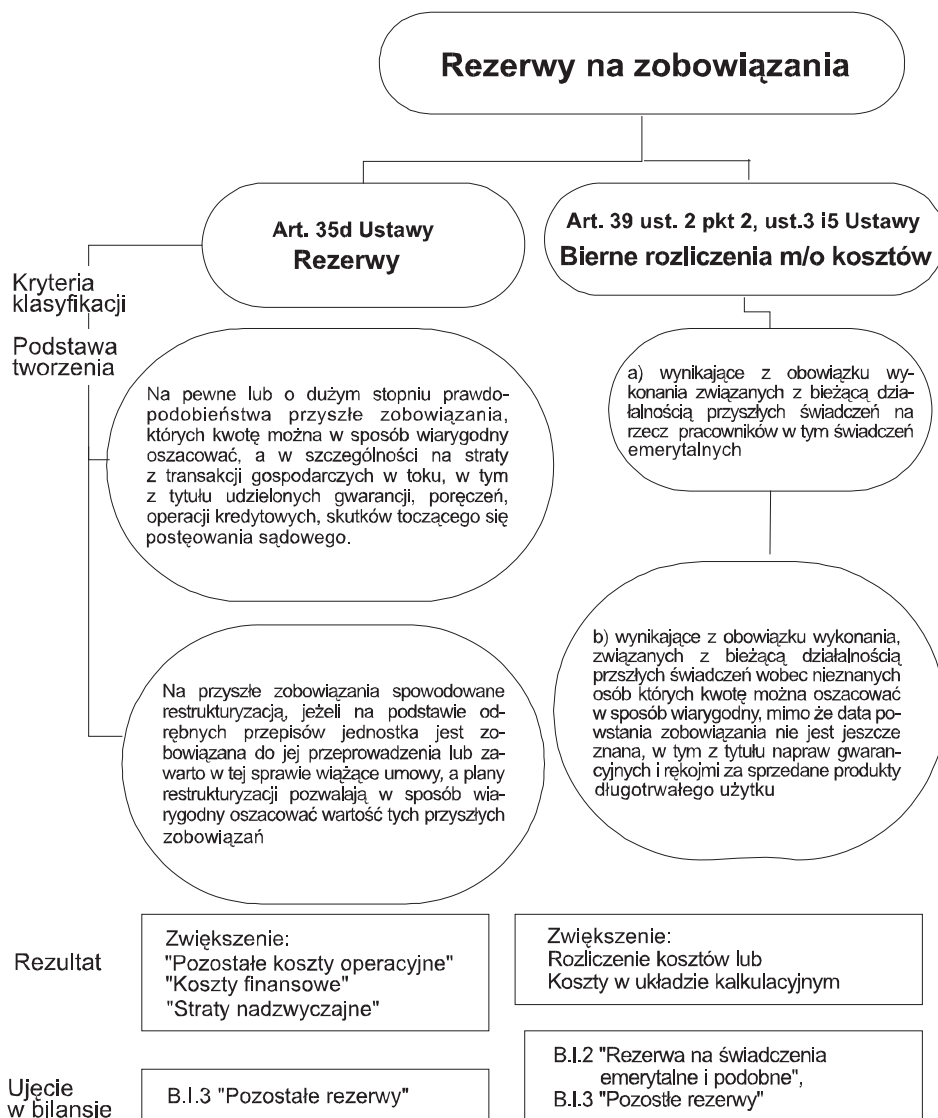 Rezerwy na zobowiązania
Art. 35d Ustawy
Rezerwy
Art. 39 ust. 2 pkt 2, ust.3 i5 Ustawy
Bierne rozliczenia m/o kosztów
Kryteria
klasyfikacji
Podstawa
tworzenia
Na pewne lub o dużym stopniu prawdo-
podobieństwa przyszłe zobowiązania,
których kwotę można w sposób wiarygodny
oszacować, a w szczególności na straty
z transakcji gospodarczych w toku, w tym
z tytułu udzielonych gwarancji, poręczeń,
operacji kredytowych, skutków toczącego się
postęowania sądowego.
a) wynikające z obowiązku wy-
konania związanych z bieżącą dzia-
łalnością przyszłych świadczeń na
rzecz pracowników w tym świadczeń
emerytalnych
Na przyszłe zobowiązania spowodowane
restrukturyzacją, jeżeli na podstawie od-
rębnych przepisów jednostka jest zo-
bowiązana do jej przeprowadzenia lub za-
warto w tej sprawie wiążące umowy, a plany
restrukturyzacji pozwalają w sposób wia-
rygodny oszacować wartość tych przyszłych
zobowiązań
b) wynikające z obowiązku wykonania,
związanych z bieżącą działalnością
przszłych świadczeń wobec nieznanych
osób których kwotę można oszacować
w sposób wiarygodny, mimo że data po-
wstania zobowiązania nie jest jeszcze
znana, w tym z tytułu napraw gwaran-
cyjnych i rękojmi za sprzedane produkty
długotrwałego użytku
Rezultat
Zwiększenie:
"Pozostałe koszty operacyjne"
"Koszty finansowe"
"Straty nadzwyczajne"
Zwiększenie:
Rozliczenie kosztów lub
Koszty w układzie kalkulacyjnym
Ujęcie
w bilansie
B.I.3 "Pozostałe rezerwy"
B.I.2 "Rezerwa na świadczenia
emerytalne i podobne",
B.I.3 "Pozostłe rezerwy"